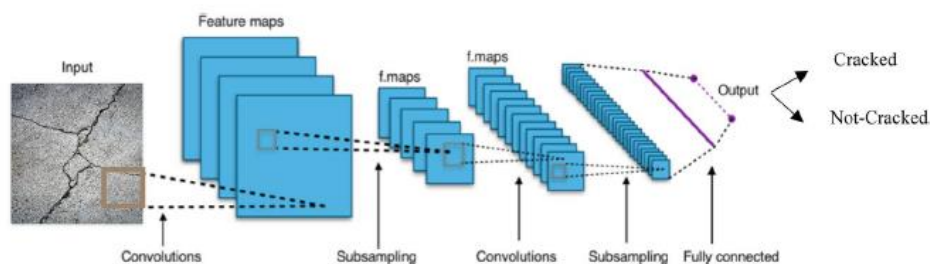 Feature maps
Input
f.maps
f.maps
Output
Cracked
Not-Cracked
Convolutions
Subsampling
Convolutions
Subsampling
Fully connected